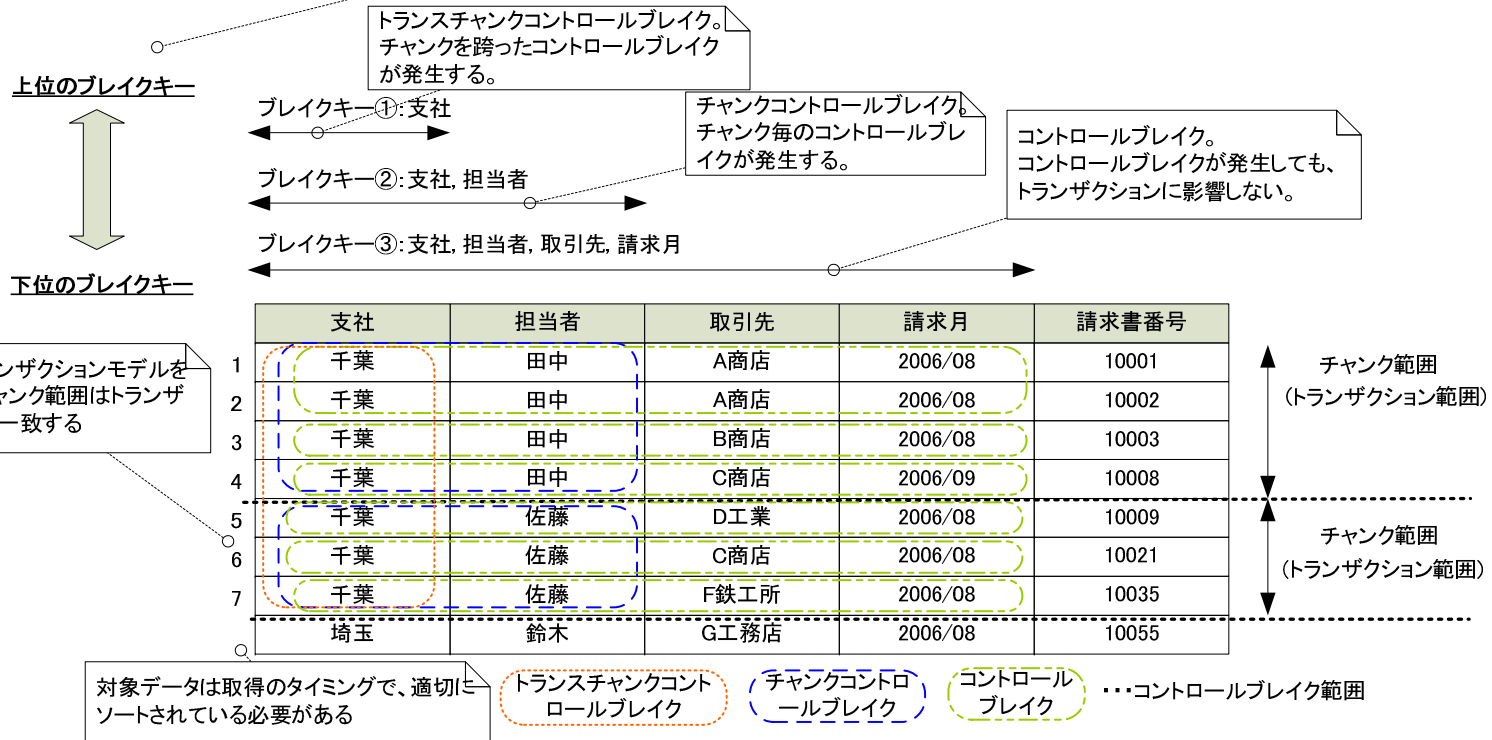 トランスチャンクコントロールブレイク。
チャンクを跨ったコントロールブレイク
が発生する。
上位のブレイクキー
ブレイクキー①:支社
チャンクコントロールブレイク。
チャンク毎のコントロールブレ
イクが発生する。
コントロールブレイク。
コントロールブレイクが発生しても、
トランザクションに影響しない。
ブレイクキー②:支社, 担当者
ブレイクキー③:支社, 担当者, 取引先, 請求月
下位のブレイクキー
支社 担当者 取引先 請求月 請求書番号
ンザクションモデルを
ャンク範囲はトランザ
一致する
1 千葉 田中 A商店 2006/08 10001
2 千葉 田中 A商店 2006/08 10002
3 千葉 田中 B商店 2006/08 10003
4 千葉 田中 C商店 2006/09 10008
5 千葉 佐藤 D工業 2006/08 10009
6 千葉 佐藤 C商店 2006/08 10021
7 千葉 佐藤 F鉄工所 2006/08 10035
埼玉 鈴木 G工務店 2006/08 10055
チャンク範囲
(トランザクション範囲)
チャンク範囲
(トランザクション範囲)
対象データは取得のタイミングで、適切に
ソートされている必要がある
トランスチャンクコント
ロールブレイク
チャンクコントロ
ールブレイク
コントロール
ブレイク
・・・コントロールブレイク範囲